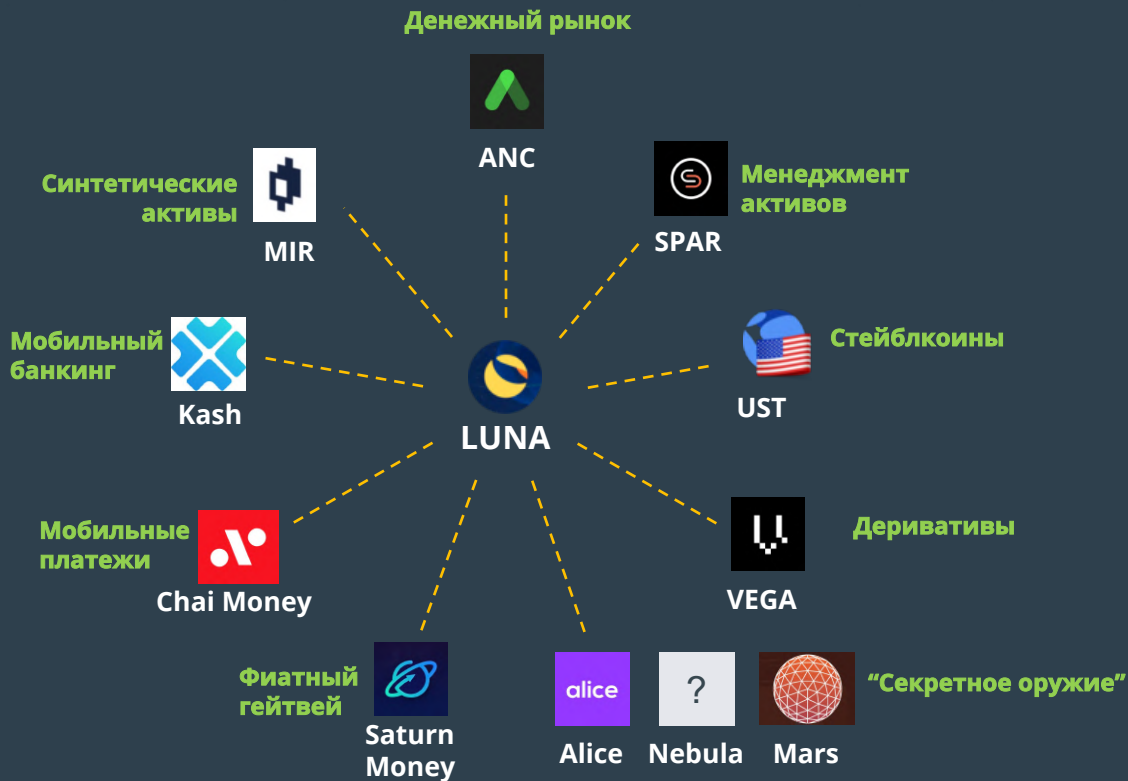 Денежный рынок
ANC
Синтетические
активы
MIR
Менеджмент
активов
SPAR
Мобильный
банкинг
Kash
Стейблкоины
UST
LUNA
Мобильные
платежи
Chai Money
Деривативы
VEGA
Фиатный
гейтвей
Saturn
Money
alice
Alice
?
Nebula
Mars
“Секретное оружие”